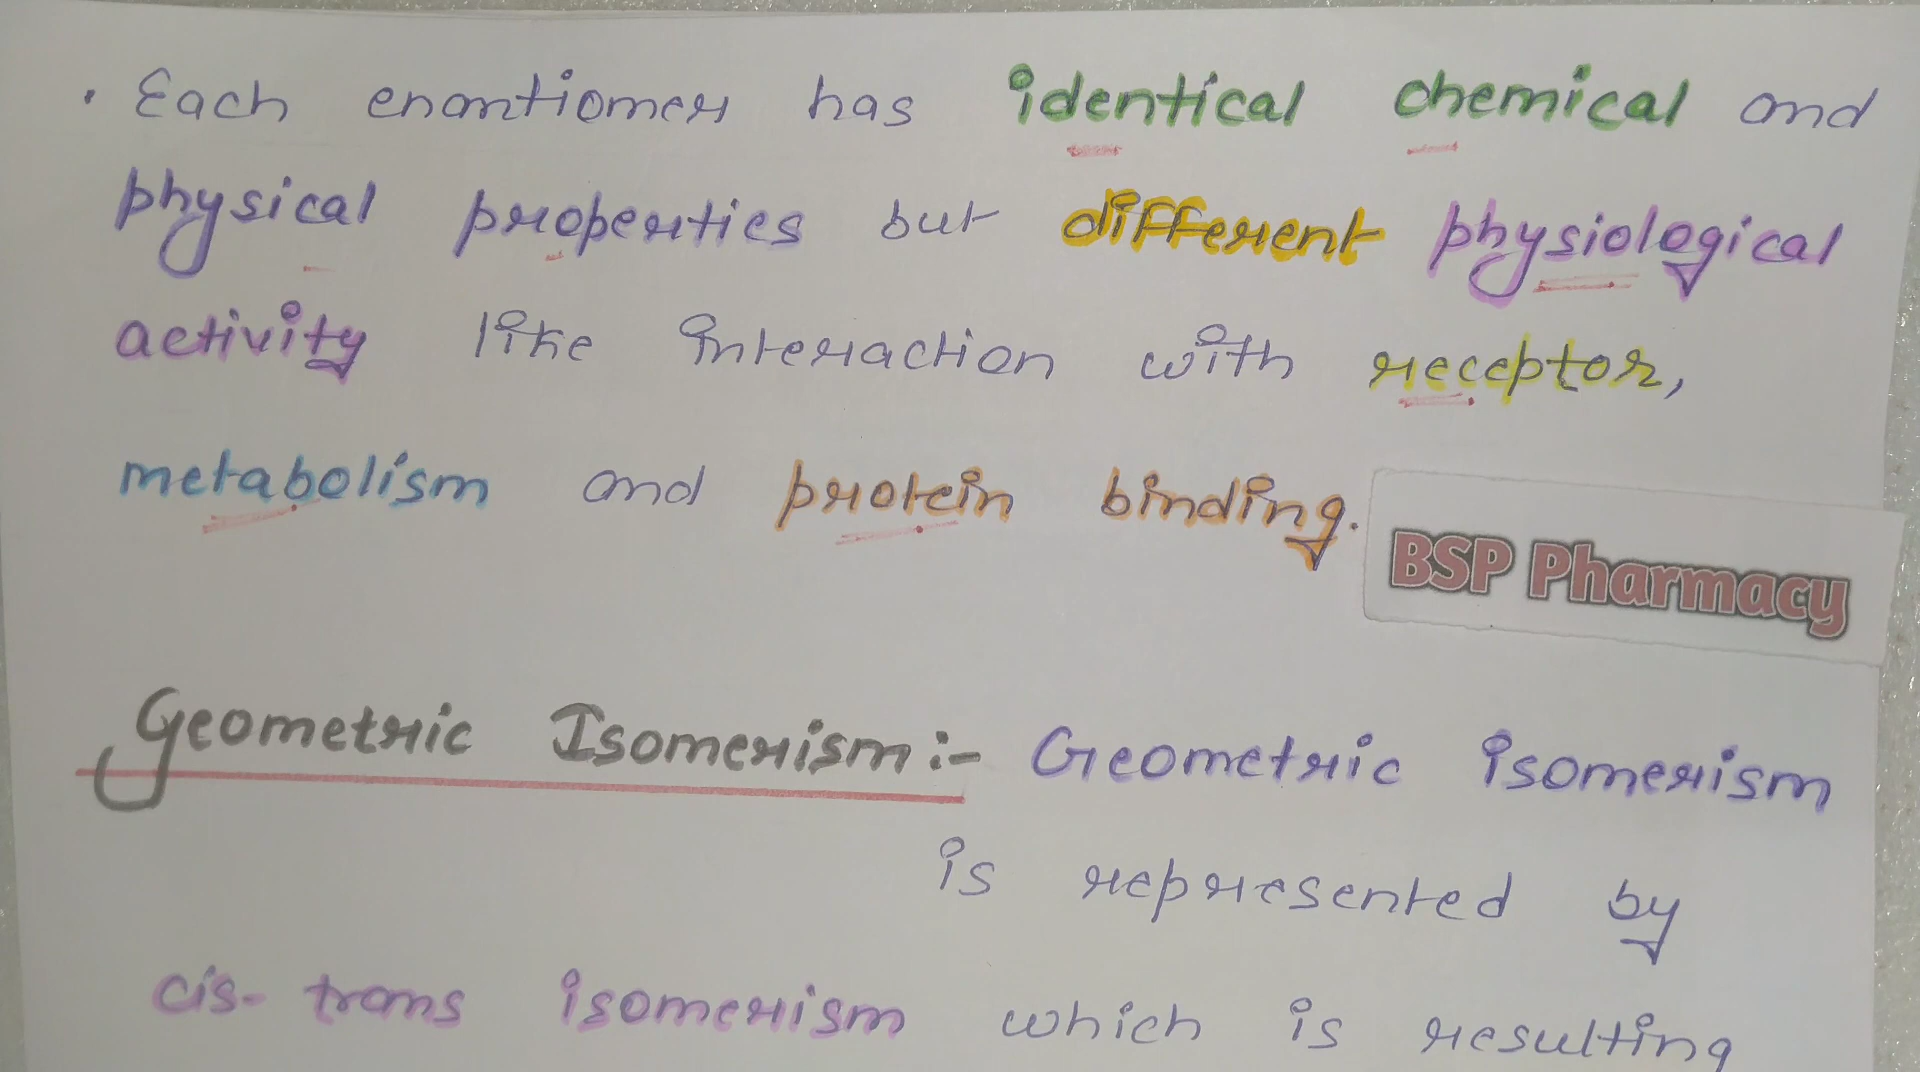 • Each enantiomer has identical chemical and
physical properties but different physiological
activity like interaction with receptor,
metabolism and protein binding.
BSP Pharmacy
Geometric Isomerism :- Geometric isomerism
is represented by
cis- trans isomerism which is resulting